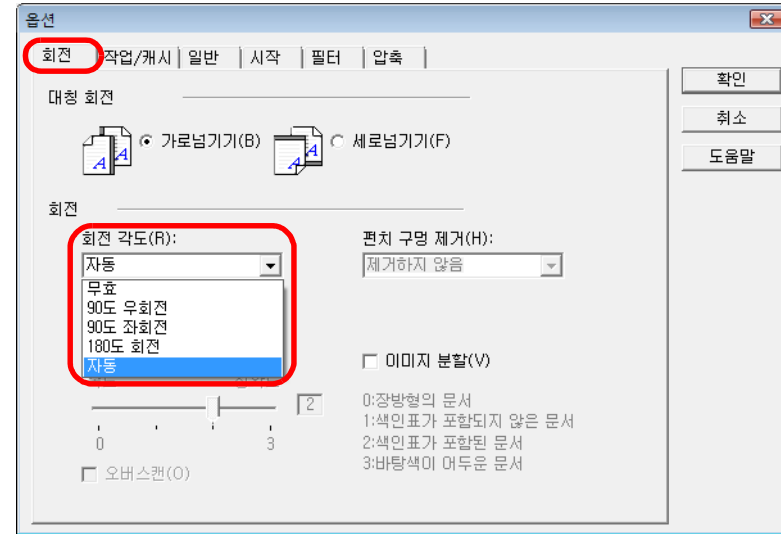 옵션
회전 작업/캐시 일반 시작 필터 압축
확인
취소
도움말
대칭 회전
가로넘기기(B) 세로넘기기(F)
회전
회전 각도(R): 펀치 구멍 제거(H):
자동 제거하지 않음
무효
90도 우회전
90도 좌회전
180도 회전
자동
이미지 분할(V)
2
0:장방형의 문서
1:색인표가 포함되지 않은 문서
0 3 2:색인표가 포함된 문서
3:바탕색이 어두운 문서
오버스캔(O)